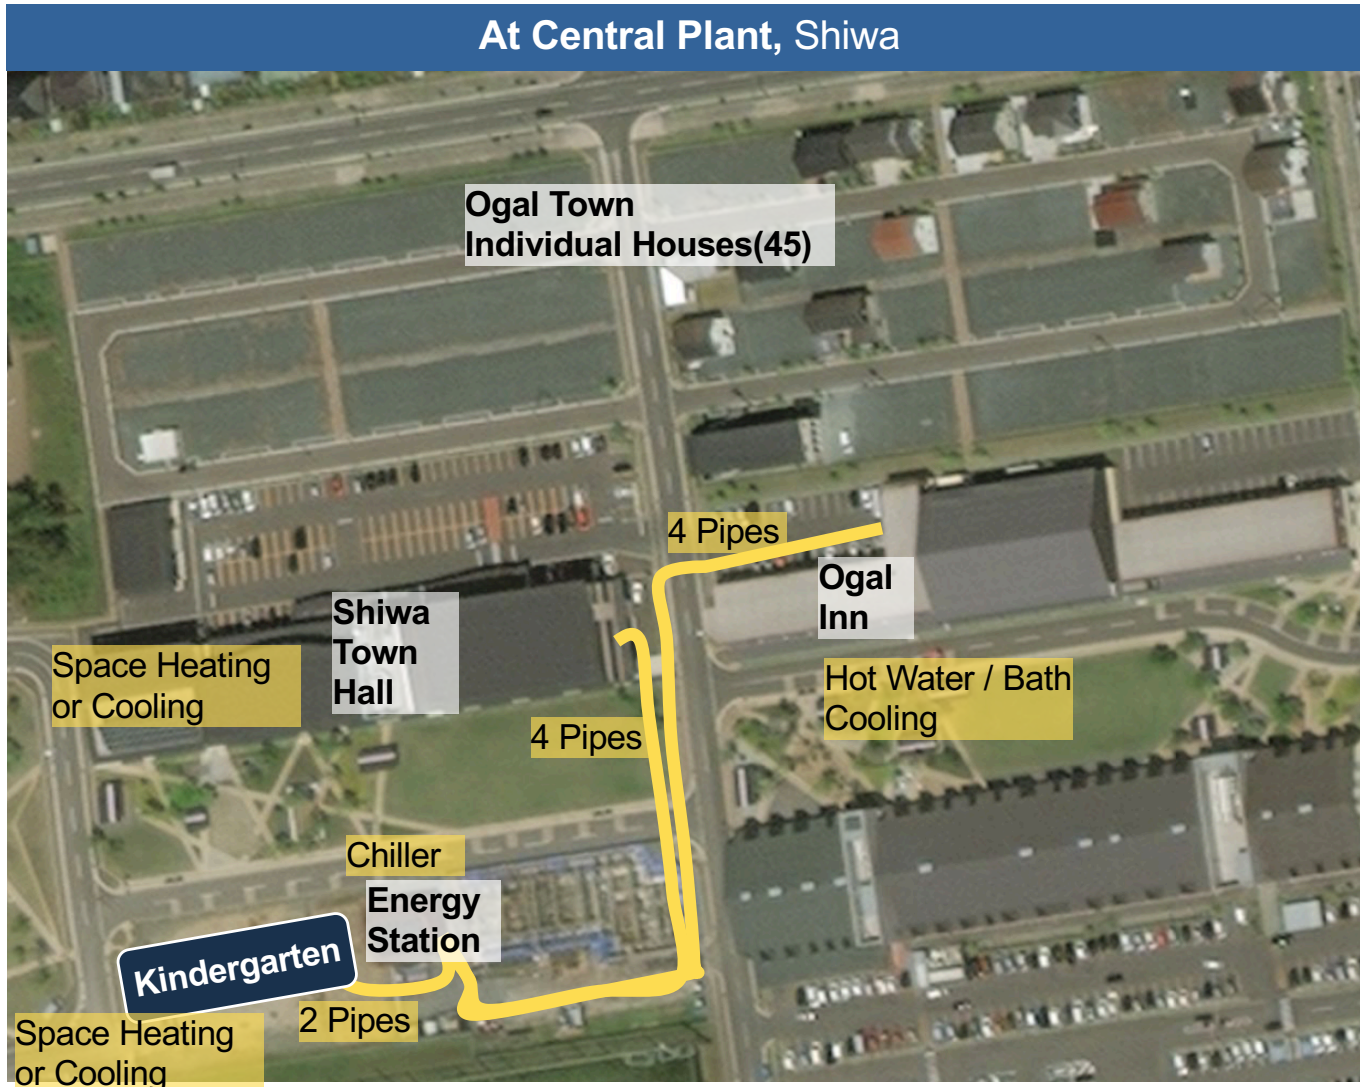 At Central Plant, Shiwa
Ogal Town
Individual Houses(45)
4 Pipes
Ogal
Inn
Shiwa
Town
Hall
Space Heating
or Cooling
Hot Water / Bath
Cooling
4 Pipes
Chiller
Energy
Station
Kindergarten
2 Pipes
Space Heating
or Cooling